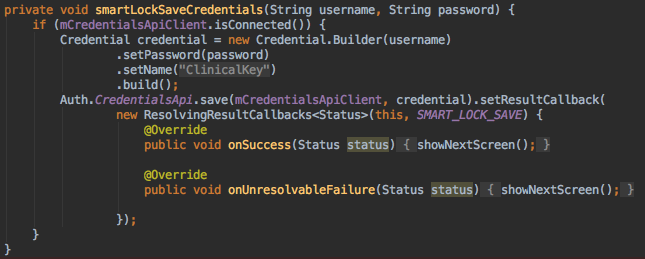 private void smartLockSaveCredentials(String username, String password) {
    if (mCredentialsApiClient.isConnected()) {
        Credential credential = new Credential.Builder(username)
                .setPassword(password)
                .setName("ClinicalKey")
                .build();
        Auth.CredentialsApi.save(mCredentialsApiClient, credential).setResultCallback(
                new ResolvingResultCallbacks<Status>(this, SMART_LOCK_SAVE) {
                    @Override
                    public void onSuccess(Status status) { showNextScreen(); }
                    @Override
                    public void onUnresolvableFailure(Status status) { showNextScreen(); }
                });
    }
}